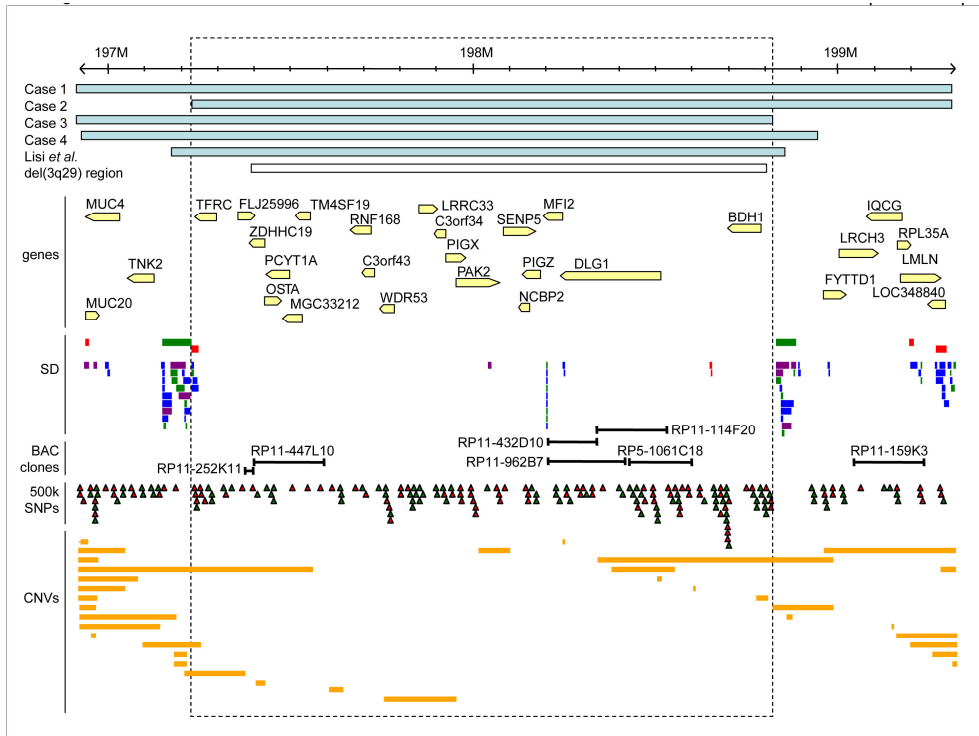 197M 198M 199M
Case 1
Case 2
Case 3
Case 4
Lisi et al.
del(3q29) region
genes
MUC4 TFRC FLJ25996 TM4SF19 LRRC33 MFI2 IQCG
ZDHHC19 RNF168 C3orf34 SENP5 BDH1 RPL35A
TNK2 PCYT1A C3orf43 PIGX PIGZ DLG1 LRCH3 LMLN
OSTA PAK2 FYTTD1
MUC20 MGC33212 WDR53 NCBP2 LOC348840
SD
BAC
clones
RP11-114F20
RP11-432D10
RP11-252K11 RP11-447L10 RP11-962B7 RP5-1061C18 RP11-159K3
500k
SNPs
CNVs